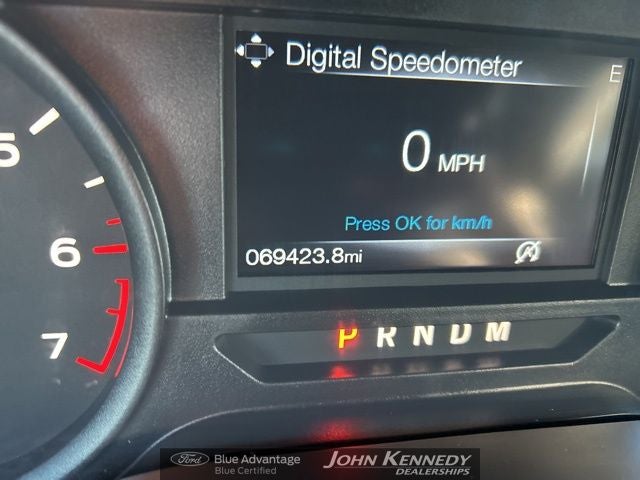 Digital Speedometer
E
0 MPH
Press OK for km/h
069423.8mi
5
6
7
P R N D M
Ford
Blue Advantage
Blue Certified
JOHN KENNEDY
DEALERSHIPS